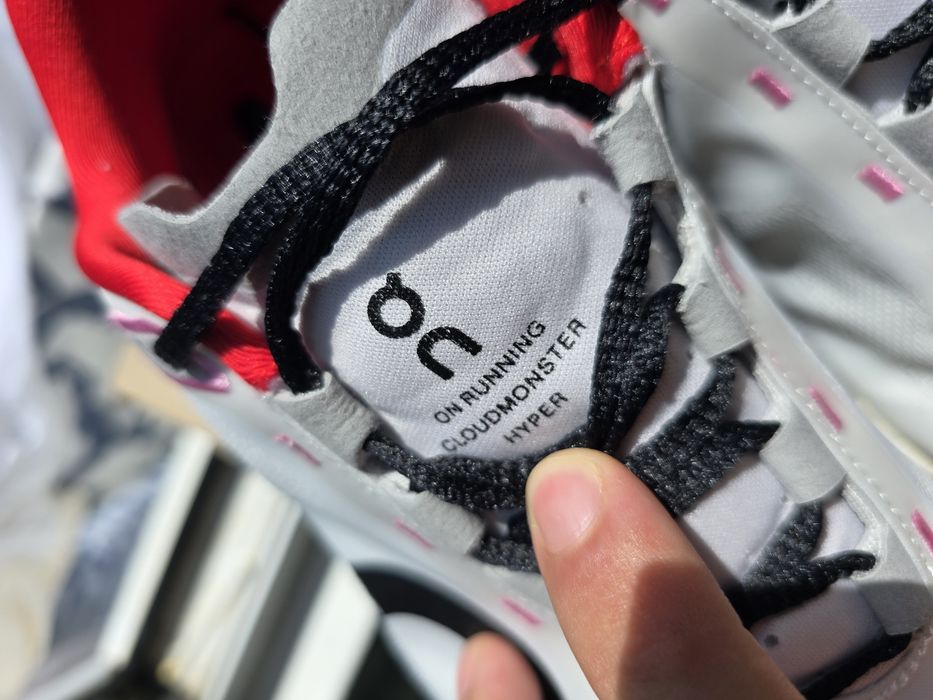 on
ON RUNNING
CLOUDMONSTER
HYPER